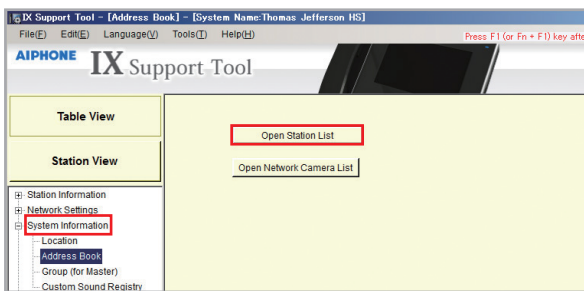 IX Support Tool - [Address Book] - [System Name:Thomas Jefferson HS]
File(F) Edit(E) Language(V) Tools(T) Help(H)
Press F1 (or Fn + F1) key afte
AIPHONE IX Support Tool
Table View
Station View
Open Station List
Open Network Camera List
Station Information
Network Settings
System Information
Location
Address Book
Group (for Master)
Custom Sound Registry